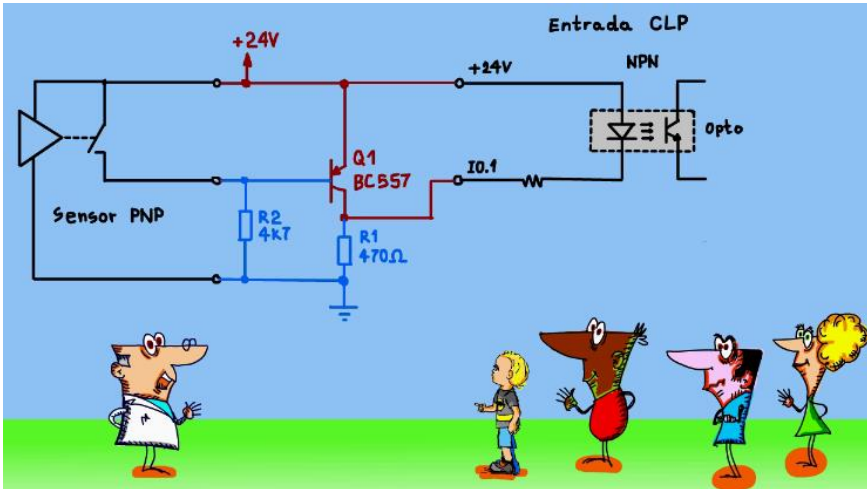 Entrada CLP
NPN
+24V
+24V
Opto
Q1
BC557
I0.1
Sensor PNP
R2
4k7
R1
470Ω